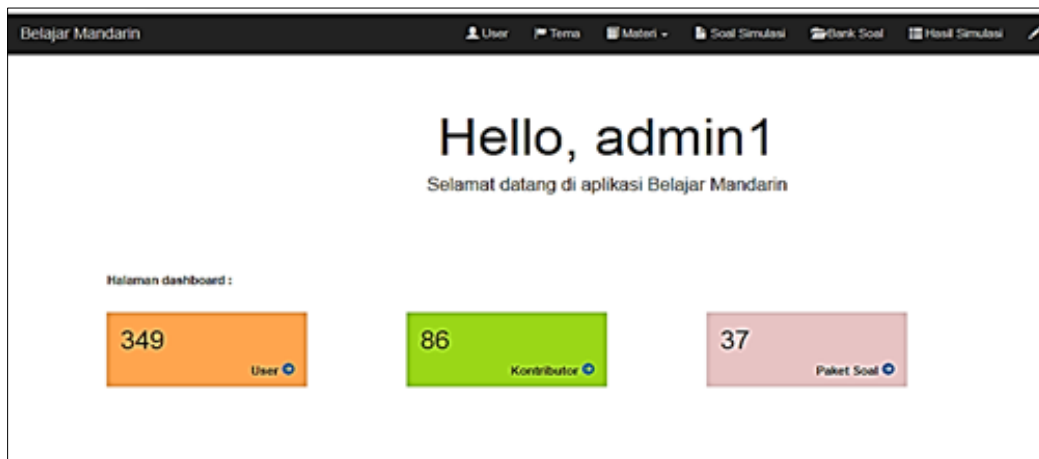 Belajar Mandarin User Tema Materi Soal Simulasi Bank Soal Hasil Simulasi
Hello, admin1
Selamat datang di aplikasi Belajar Mandarin
Halaman dashboard :
349
User
86
Kontributor
37
Paket Soal